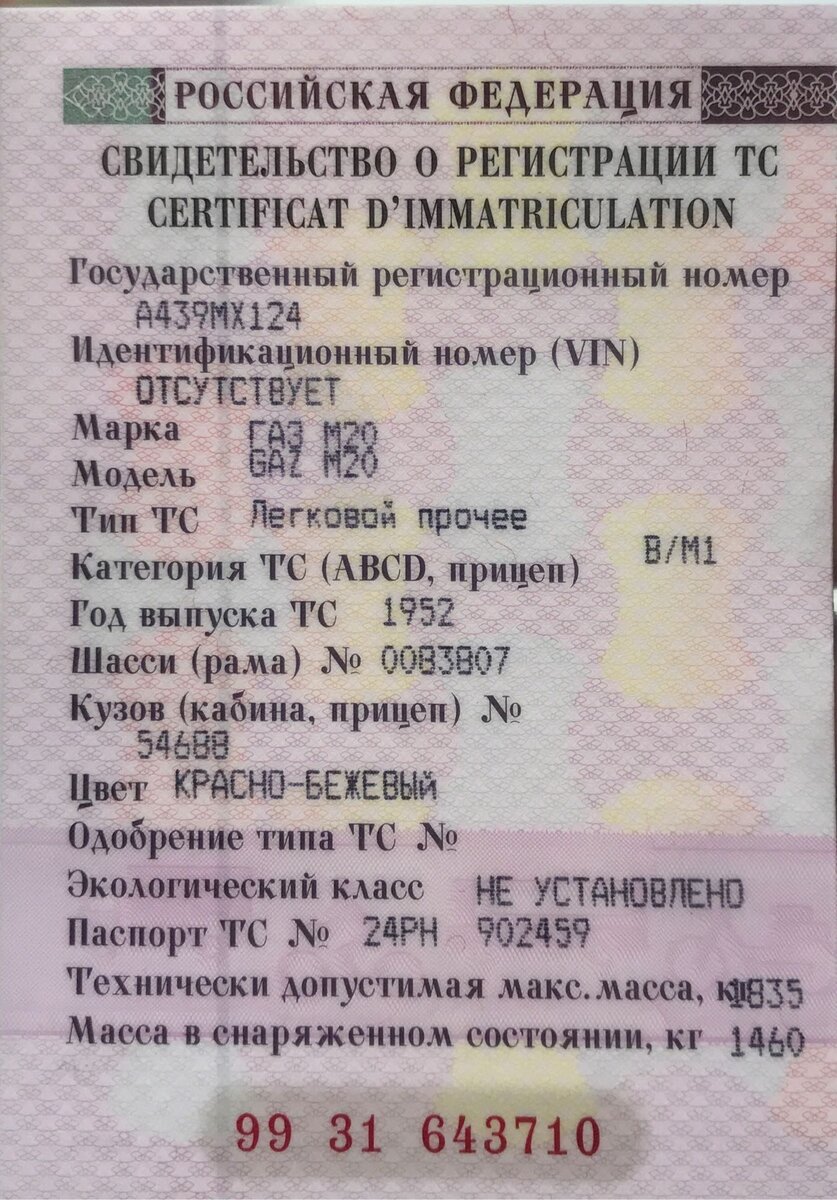 РОССИЙСКАЯ ФЕДЕРАЦИЯ
СВИДЕТЕЛЬСТВО О РЕГИСТРАЦИИ ТС
CERTIFICAT D'IMMATRICULATION
Государственный регистрационный номер
А439МХ124
Идентификационный номер (VIN)
ОТСУТСТВУЕТ
Марка ГАЗ М20
Модель GAZ M20
Тип ТС Легковой прочее
Категория ТС (ABCD, прицеп) B/M1
Год выпуска ТС 1952
Шасси (рама) № 0083807
Кузов (кабина, прицеп) №
54688
Цвет КРАСНО-БЕЖЕВЫЙ
Одобрение типа ТС №
Экологический класс НЕ УСТАНОВЛЕНО
Паспорт ТС № 24РН 902459
Технически допустимая макс. масса, кг 1835
Масса в снаряженном состоянии, кг 1460
99 31 643710